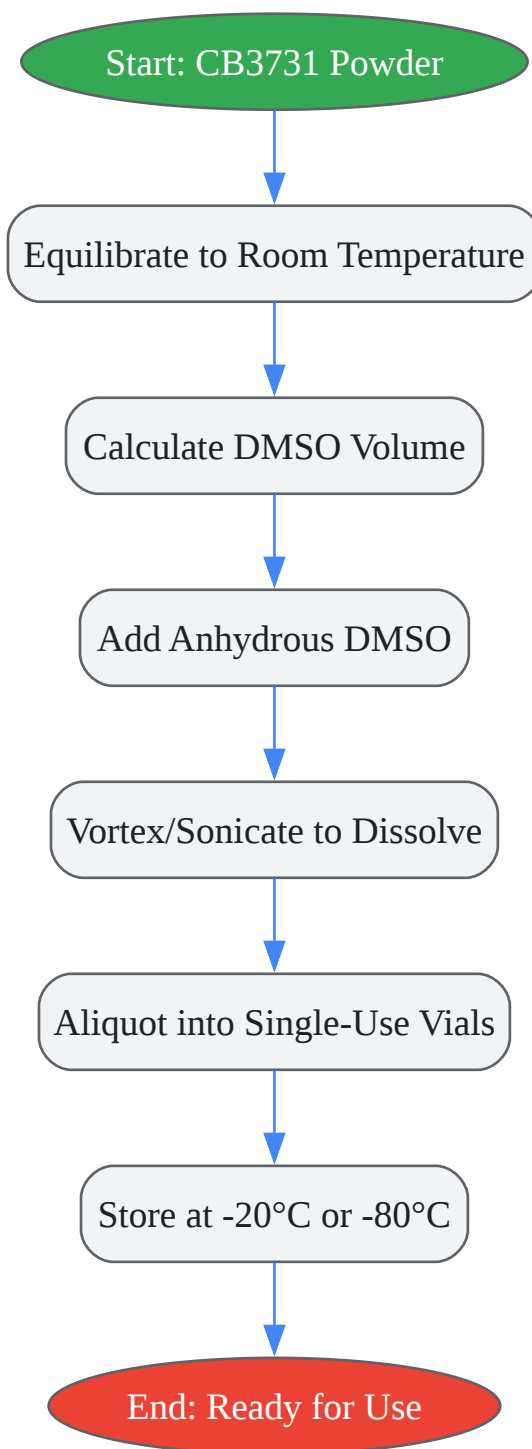 Start: CB3731 Powder
Equilibrate to Room Temperature
Calculate DMSO Volume
Add Anhydrous DMSO
Vortex/Sonicate to Dissolve
Aliquot into Single-Use Vials
Store at -20°C or -80°C
End: Ready for Use